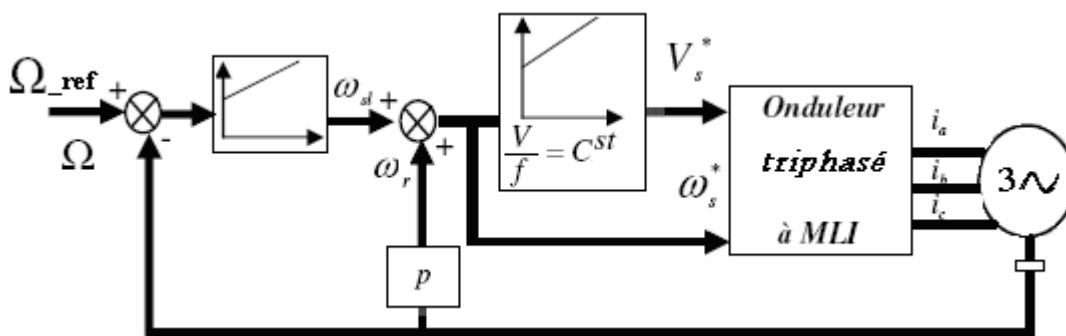 Ω_ref
+
-
Ω
ω_sl
+
+
ω_r
V/f = C^st
V_s^*
ω_s^*
p
Onduleur
triphasé
à MLI
i_a
i_b
i_c
3